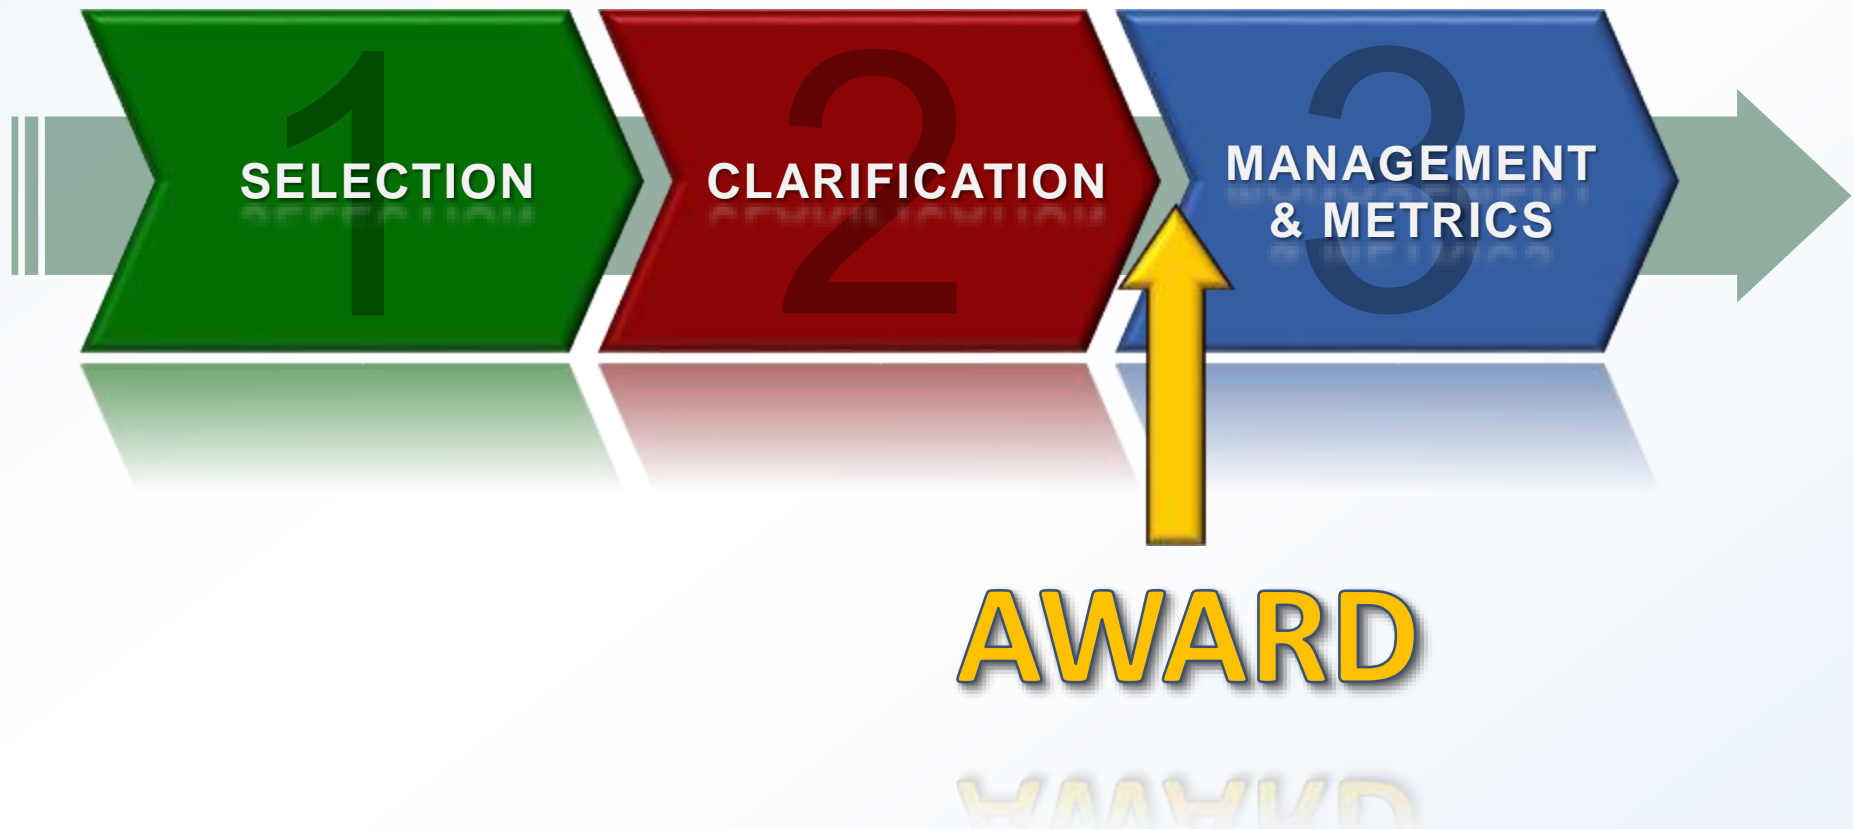 1
SELECTION
2
CLARIFICATION
3
MANAGEMENT
& METRICS
AWARD